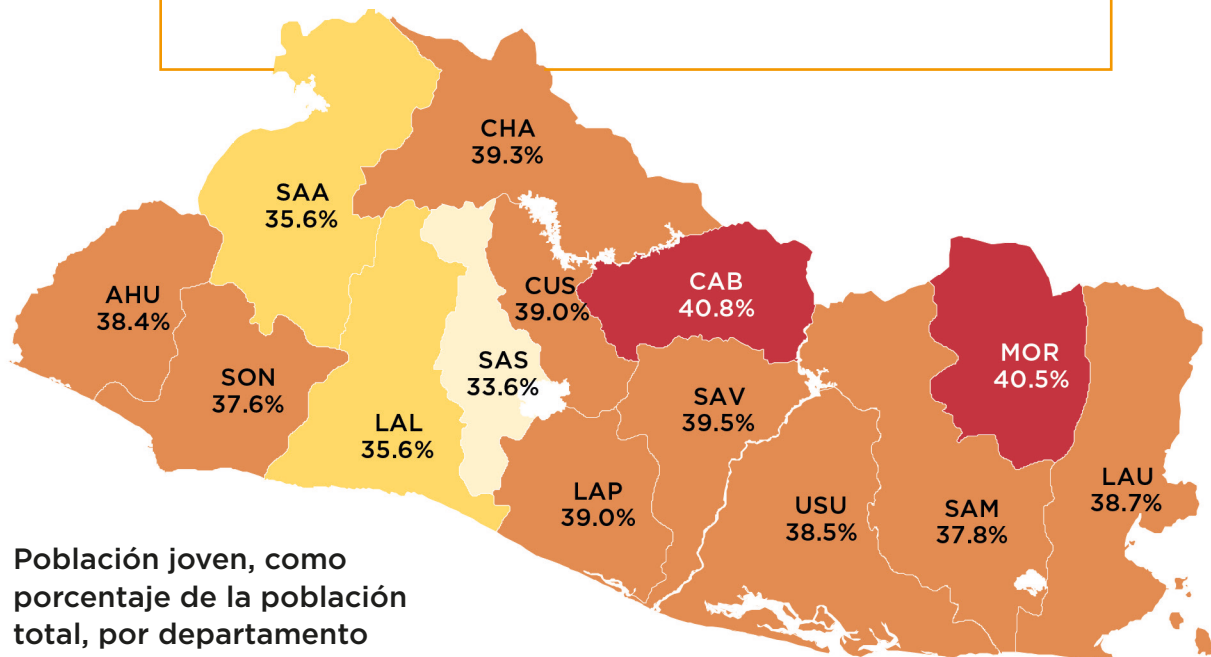 CHA
39.3%
SAA
35.6%
AHU
38.4%
SON
37.6%
LAL
35.6%
SAS
33.6%
CUS
39.0%
CAB
40.8%
SAV
39.5%
LAP
39.0%
USU
38.5%
SAM
37.8%
MOR
40.5%
LAU
38.7%
Población joven, como
porcentaje de la población
total, por departamento